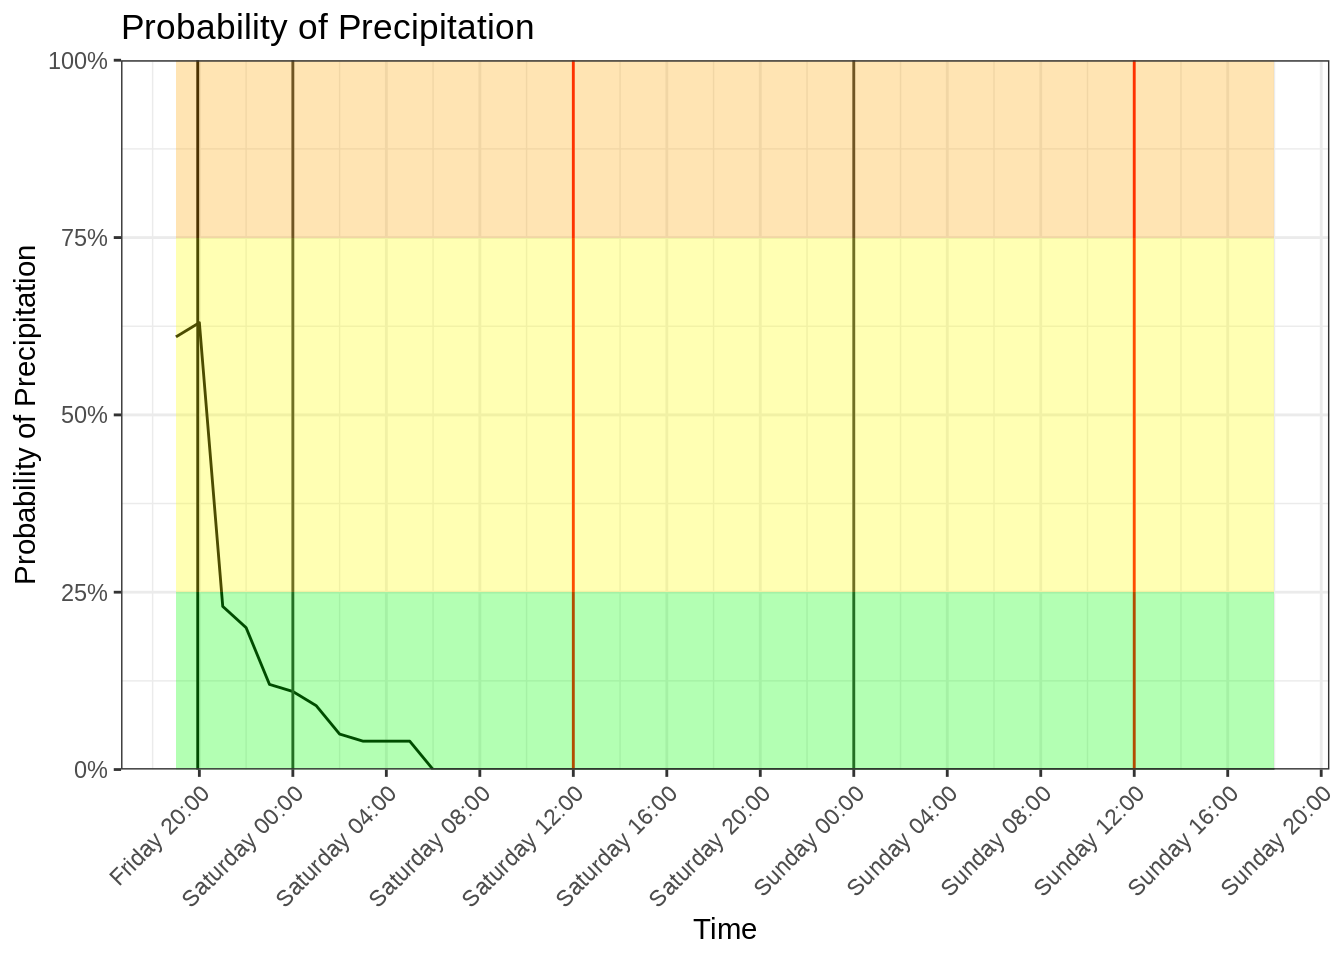 Probability of Precipitation
Probability of Precipitation
100%
75%
50%
25%
0%
Friday 20:00
Saturday 00:00
Saturday 04:00
Saturday 08:00
Saturday 12:00
Saturday 16:00
Saturday 20:00
Sunday 00:00
Sunday 04:00
Sunday 08:00
Sunday 12:00
Sunday 16:00
Sunday 20:00
Time